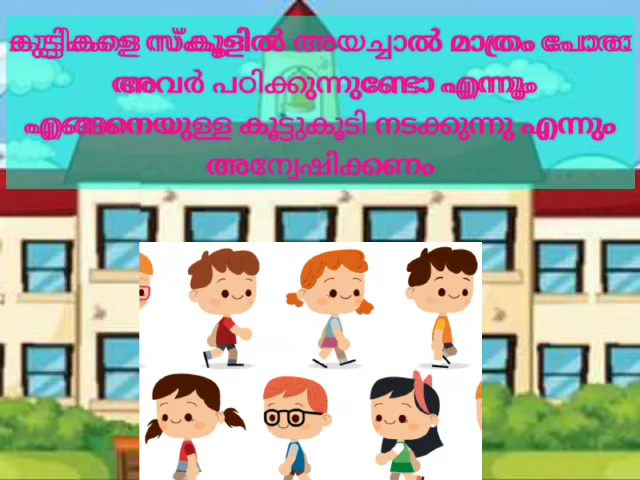 കുട്ടികളെ സ്കൂളിൽ അയച്ചാൽ മാത്രം പോരാ
അവർ പഠിക്കുന്നുണ്ടോ എന്നും
എങ്ങനെയുള്ള കൂട്ടുകൂടി നടക്കുന്നു എന്നും
അന്വേഷിക്കണം